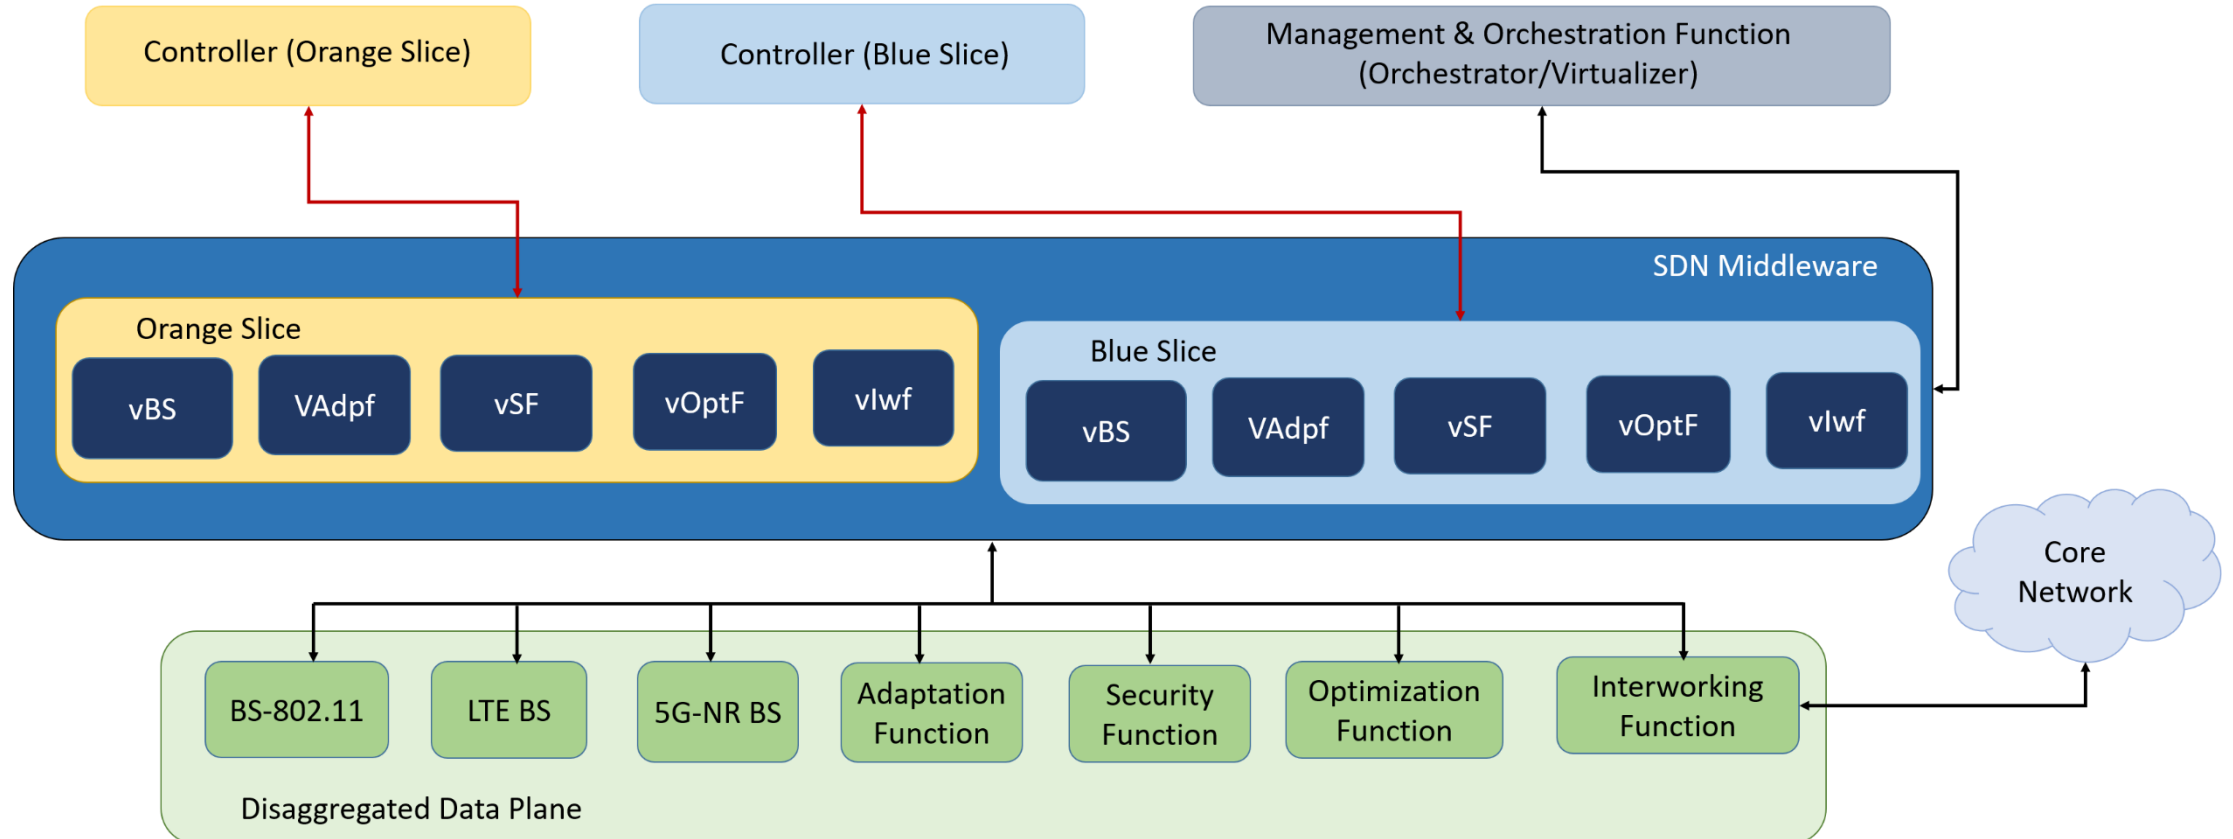 Controller (Orange Slice)
Controller (Blue Slice)
Management & Orchestration Function
(Orchestrator/Virtualizer)
SDN Middleware
Orange Slice
vBS
VAdpf
vSF
vOptF
vIwf
Blue Slice
vBS
VAdpf
vSF
vOptF
vIwf
Core
Network
BS-802.11
LTE BS
5G-NR BS
Adaptation
Function
Security
Function
Optimization
Function
Interworking
Function
Disaggregated Data Plane